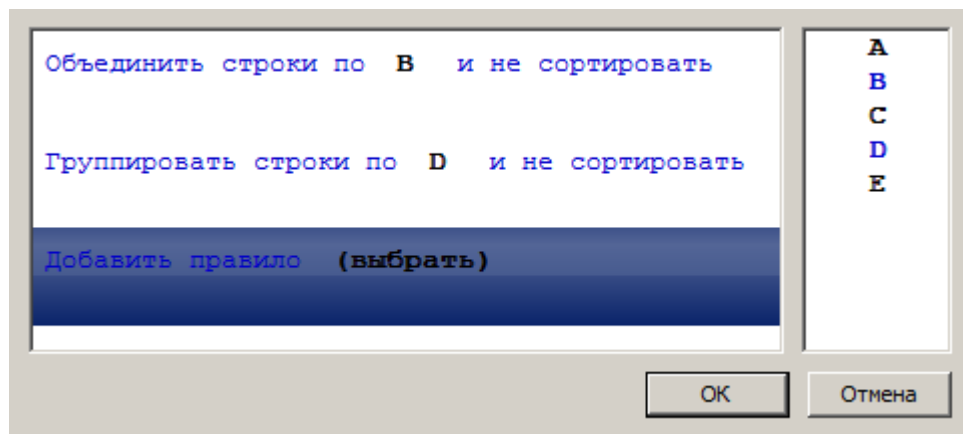 Объединить строки по B и не сортировать
Группировать строки по D и не сортировать
Добавить правило (выбрать)
A
B
C
D
E
OK
Отмена